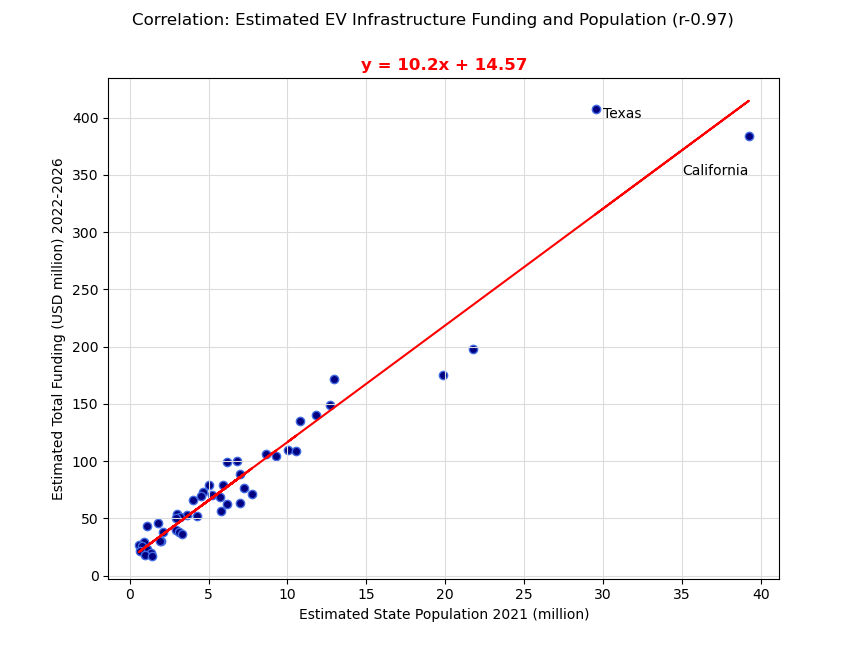 Correlation: Estimated EV Infrastructure Funding and Population (r-0.97)
y = 10.2x + 14.57
Estimated Total Funding (USD million) 2022-2026
400
350
300
250
200
150
100
50
0
Texas
California
0 5 10 15 20 25 30 35 40
Estimated State Population 2021 (million)